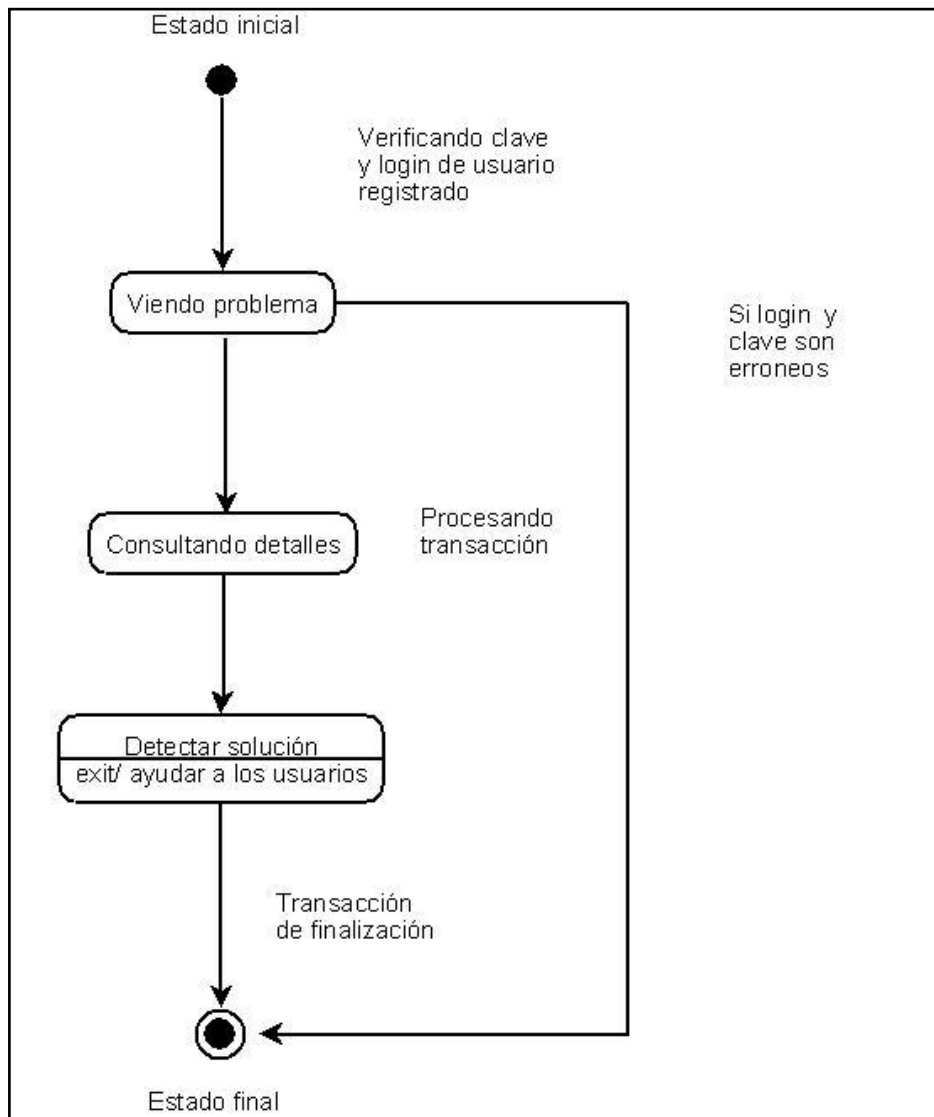 Estado inicial
Verificando clave
y login de usuario
registrado
Viendo problema
Si login y
clave son
erroneos
Consultando detalles
Procesando
transacción
Detectar solución
exit/ ayudar a los usuarios
Transacción
de finalización
Estado final